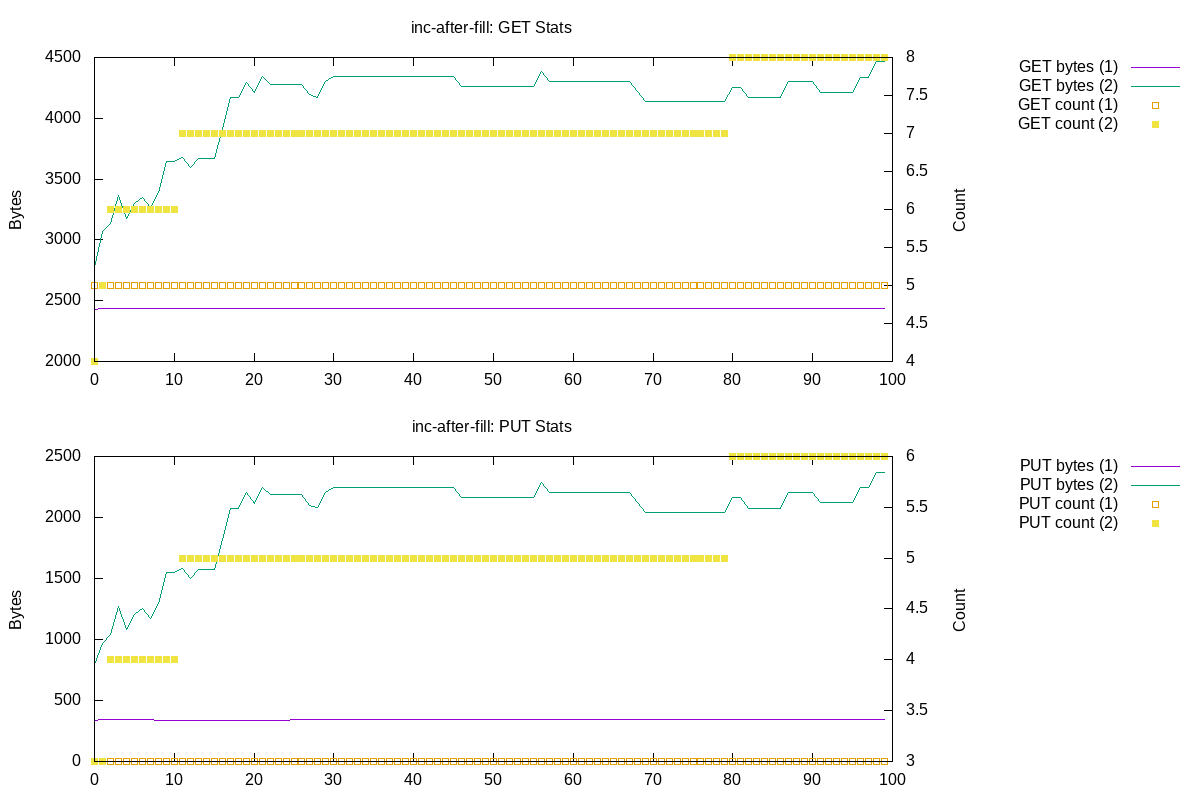 inc-after-fill: GET Stats
4500
4000
3500
3000
2500
2000
Bytes
8
7.5
7
6.5
6
5.5
5
4.5
4
Count
0 10 20 30 40 50 60 70 80 90 100
GET bytes (1)
GET bytes (2)
GET count (1)
GET count (2)
inc-after-fill: PUT Stats
2500
2000
1500
1000
500
0
Bytes
6
5.5
5
4.5
4
3.5
3
Count
0 10 20 30 40 50 60 70 80 90 100
PUT bytes (1)
PUT bytes (2)
PUT count (1)
PUT count (2)